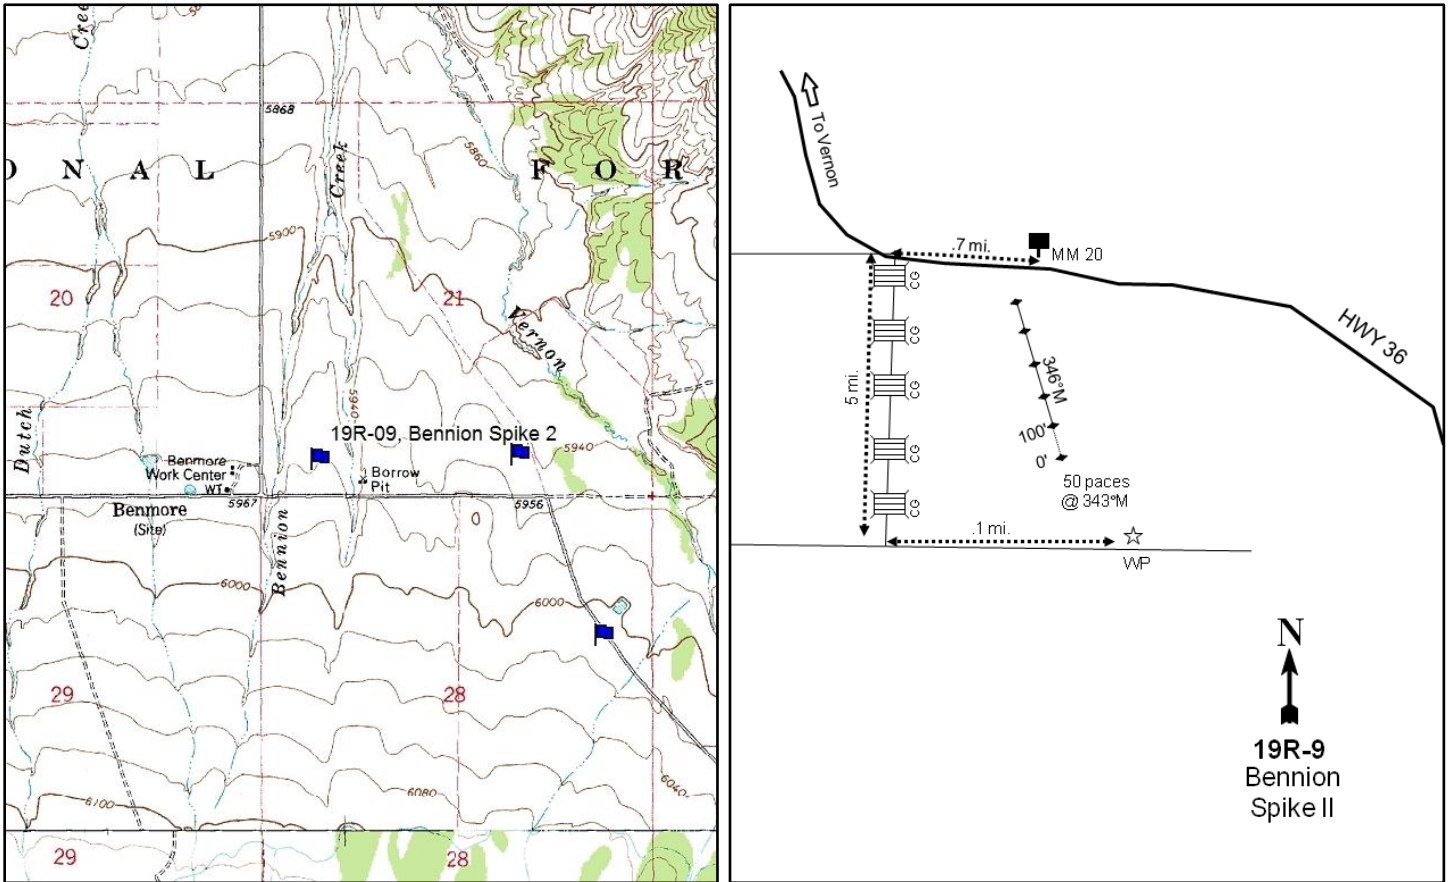 Cree
5868
O N A L
F O R
Creek
5860
5900
20
21
Vernon
5940
19R-09, Bennion Spike 2
5940
Dutch
Benmore
Work Center
WT
Borrow
Pit
5967
5956
Benmore
(Site)
0
Bennion
6000
6000
29
28
6040
6100
6080
29
28
To Vernon
.7 mi.
MM 20
CG
CG
CG
CG
CG
5 mi.
346°M
100'
0'
50 paces
@ 343°M
HWY 36
.1 mi.
WP
N
19R-9
Bennion
Spike II